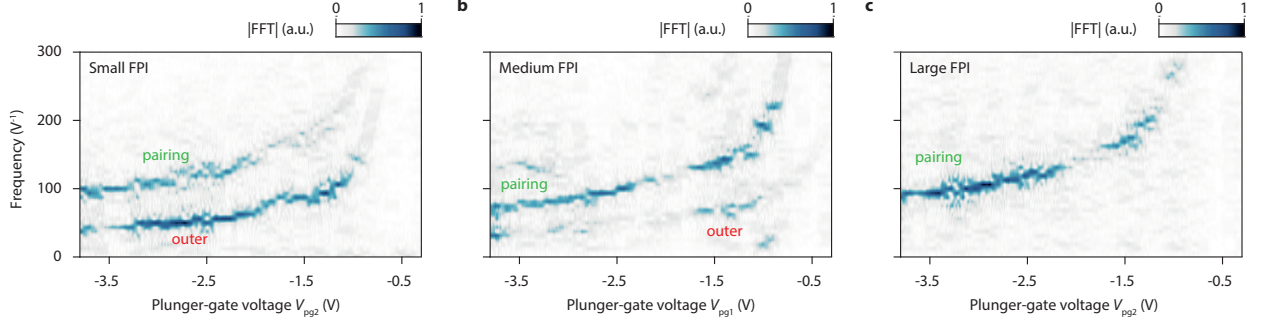 0 1
|FFT| (a.u.)
Small FPI
pairing
outer
300
200
100
0
Frequency (V⁻¹)
-3.5 -2.5 -1.5 -0.5
Plunger-gate voltage Vpg2 (V)
b
0 1
|FFT| (a.u.)
Medium FPI
pairing
outer
-3.5 -2.5 -1.5 -0.5
Plunger-gate voltage Vpg1 (V)
c
0 1
|FFT| (a.u.)
Large FPI
pairing
-3.5 -2.5 -1.5 -0.5
Plunger-gate voltage Vpg2 (V)